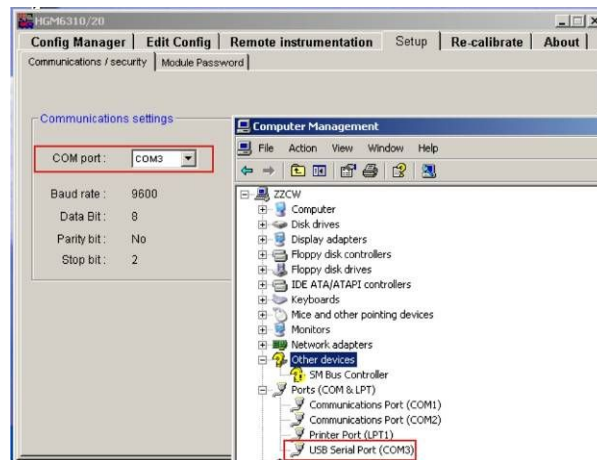 HGM6310/20
Config Manager Edit Config Remote instrumentation Setup Re-calibrate About
Communications / security Module Password
Communications settings
COM port : COM3
Baud rate : 9600
Data Bit : 8
Parity bit : No
Stop bit : 2
Computer Management
File Action View Window Help
ZZCW
Computer
Disk drives
Display adapters
Floppy disk controllers
Floppy disk drives
IDE ATA/ATAPI controllers
Keyboards
Mice and other pointing devices
Monitors
Network adapters
Other devices
SM Bus Controller
Ports (COM & LPT)
Communications Port (COM1)
Communications Port (COM2)
Printer Port (LPT1)
USB Serial Port (COM3)